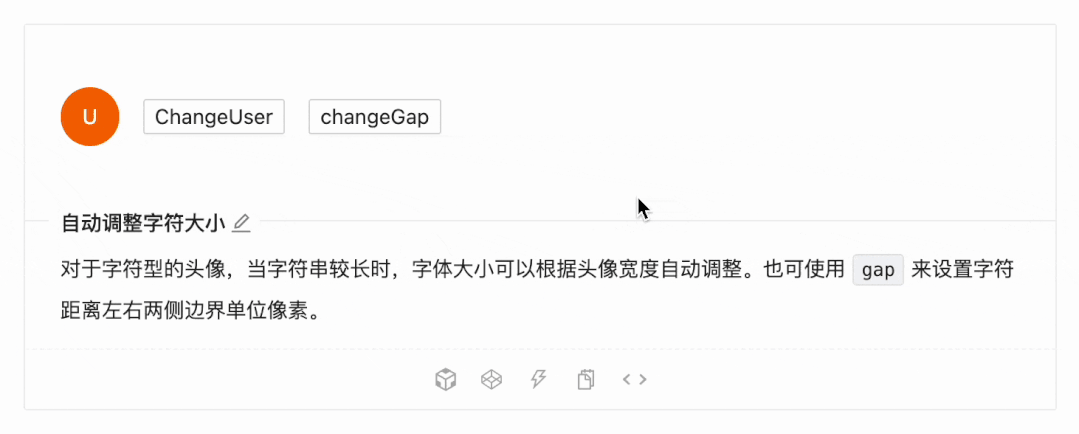 U ChangeUser changeGap
自动调整字符大小
对于字符型的头像，当字符串较长时，字体大小可以根据头像宽度自动调整。也可使用 gap 来设置字符
距离左右两侧边界单位像素。